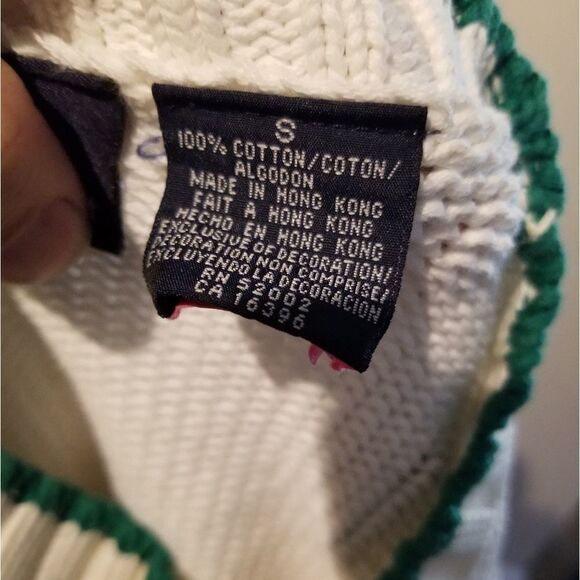 S
100% COTTON/COTON/
ALGODON
MADE IN HONG KONG
FAIT A HONG KONG
HECHO EN HONG KONG
EXCLUSIVE OF DECORATION/
DECORATION NON COMPRISE/
EXCLUYENDO LA DECORACION
RN 52002
CA 16396